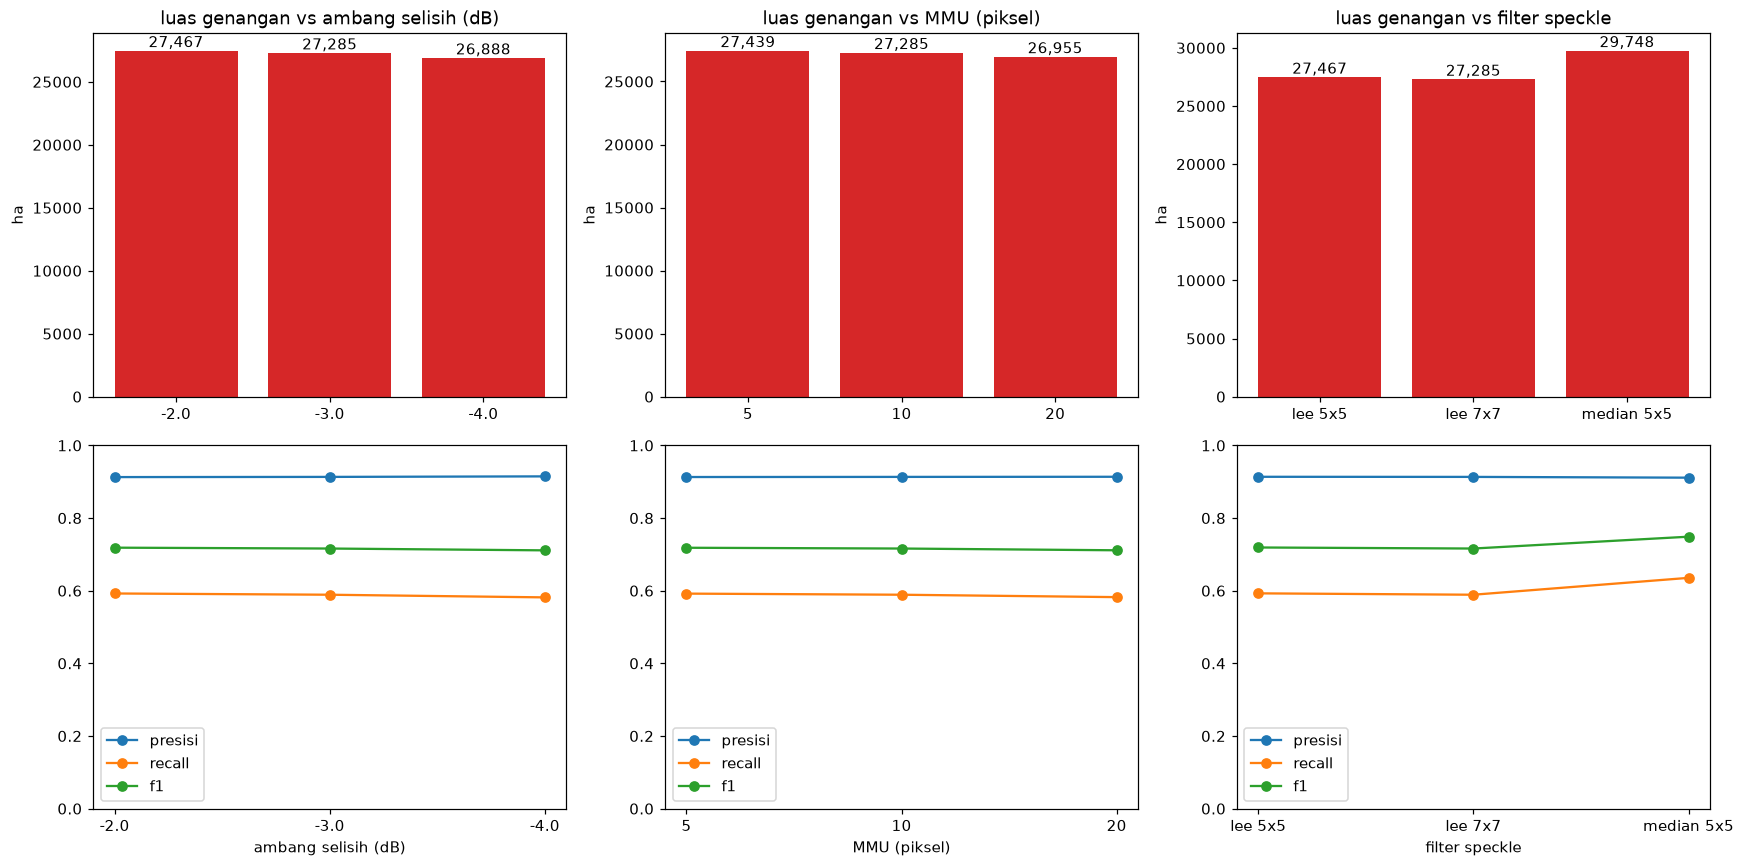 luas genangan vs ambang selisih (dB)
27,467
27,285
26,888
25000
20000
15000
10000
5000
0
ha
-2.0
-3.0
-4.0
luas genangan vs MMU (piksel)
27,439
27,285
26,955
25000
20000
15000
10000
5000
0
ha
5
10
20
luas genangan vs filter speckle
27,467
27,285
29,748
30000
25000
20000
15000
10000
5000
0
ha
lee 5x5
lee 7x7
median 5x5
1.0
0.8
0.6
0.4
0.2
0.0
presisi
recall
f1
-2.0
-3.0
-4.0
ambang selisih (dB)
1.0
0.8
0.6
0.4
0.2
0.0
presisi
recall
f1
5
10
20
MMU (piksel)
1.0
0.8
0.6
0.4
0.2
0.0
presisi
recall
f1
lee 5x5
lee 7x7
median 5x5
filter speckle